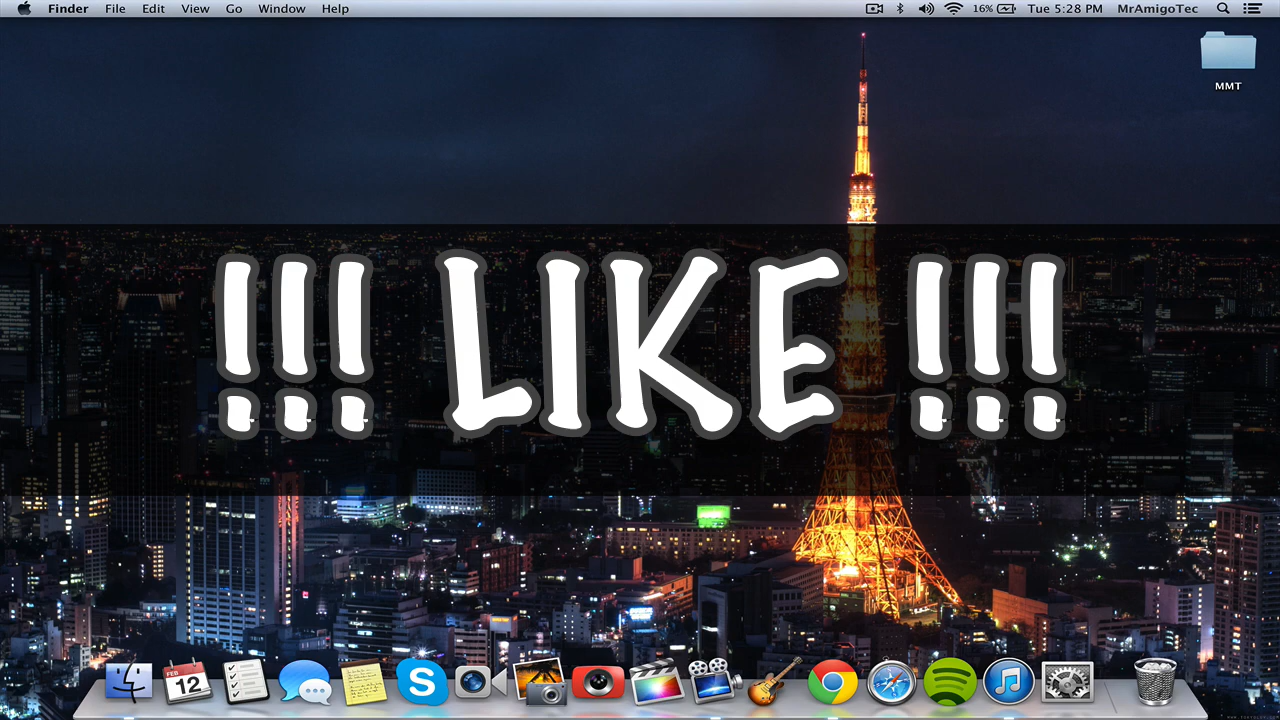 Finder File Edit View Go Window Help 16% Tue 5:28 PM MrAmigoTec
MMT
!!! LIKE !!!
FEB
12
S